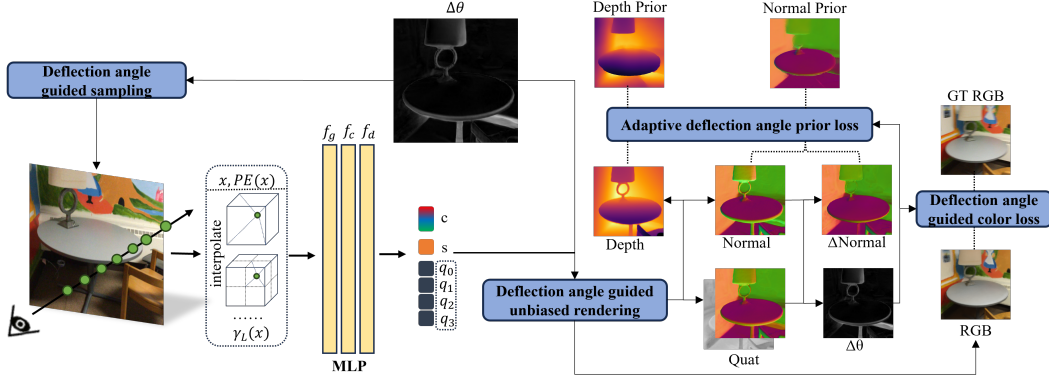 Δθ
Depth Prior
Normal Prior
Deflection angle
guided sampling
GT RGB
Adaptive deflection angle prior loss
f_g f_c f_d
x, PE(x)
interpolate
......
γ_L(x)
MLP
c
s
q_0
q_1
q_2
q_3
Depth
Normal
ΔNormal
Deflection angle
guided color loss
Deflection angle guided
unbiased rendering
Quat
Δθ
RGB